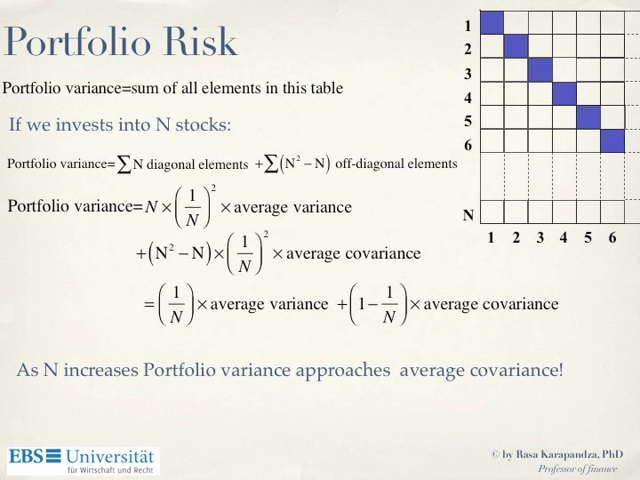 Portfolio Risk
Portfolio variance=sum of all elements in this table
If we invests into N stocks:
Portfolio variance=∑N diagonal elements +∑(N² − N) off-diagonal elements
Portfolio variance=N×(1/N)²×average variance
+(N² − N)×(1/N)²×average covariance
=(1/N)×average variance +(1−1/N)×average covariance
As N increases Portfolio variance approaches average covariance!
1
2
3
4
5
6
N
1 2 3 4 5 6
EBS Universität
für Wirtschaft und Recht
© by Rasa Karapandza, PhD
Professor of finance